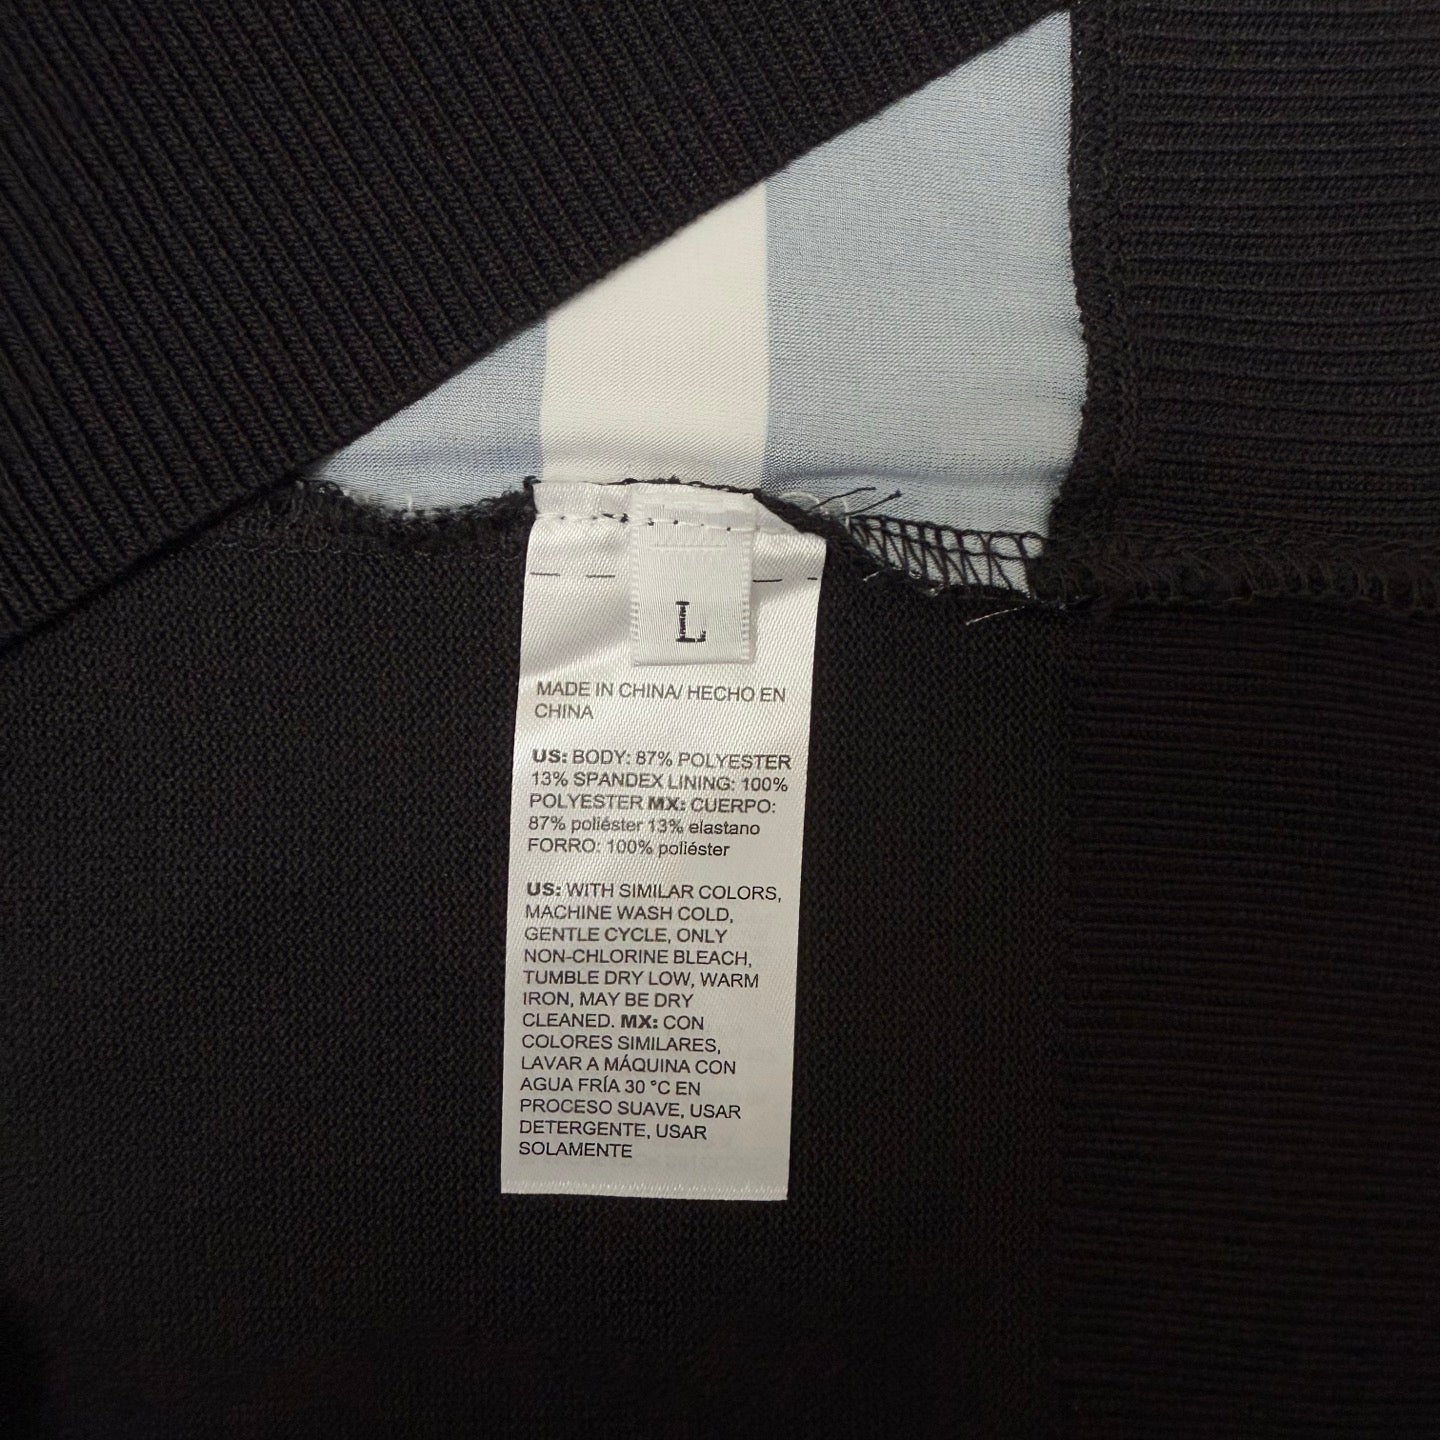 L
MADE IN CHINA/ HECHO EN
CHINA
US: BODY: 87% POLYESTER
13% SPANDEX LINING: 100%
POLYESTER MX: CUERPO:
87% poliéster 13% elastano
FORRO: 100% poliéster
US: WITH SIMILAR COLORS,
MACHINE WASH COLD,
GENTLE CYCLE, ONLY
NON-CHLORINE BLEACH,
TUMBLE DRY LOW, WARM
IRON, MAY BE DRY
CLEANED. MX: CON
COLORES SIMILARES,
LAVAR A MÁQUINA CON
AGUA FRÍA 30 °C EN
PROCESO SUAVE, USAR
DETERGENTE, USAR
SOLAMENTE